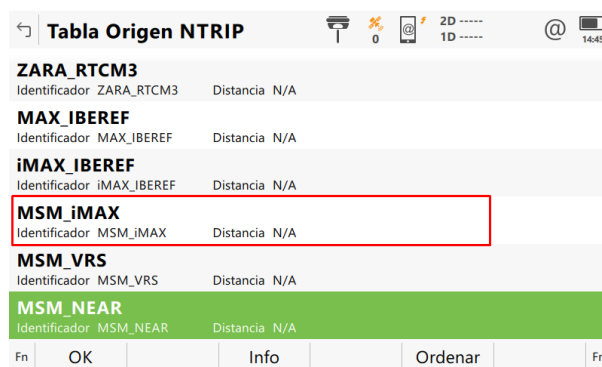 Tabla Origen NTRIP 0 @ 2D ----- @
1D ----- 14:45
ZARA_RTCM3
Identificador ZARA_RTCM3 Distancia N/A
MAX_IBEREF
Identificador MAX_IBEREF Distancia N/A
iMAX_IBEREF
Identificador iMAX_IBEREF Distancia N/A
MSM_iMAX
Identificador MSM_iMAX Distancia N/A
MSM_VRS
Identificador MSM_VRS Distancia N/A
MSM_NEAR
Identificador MSM_NEAR Distancia N/A
Fn OK Info Ordenar